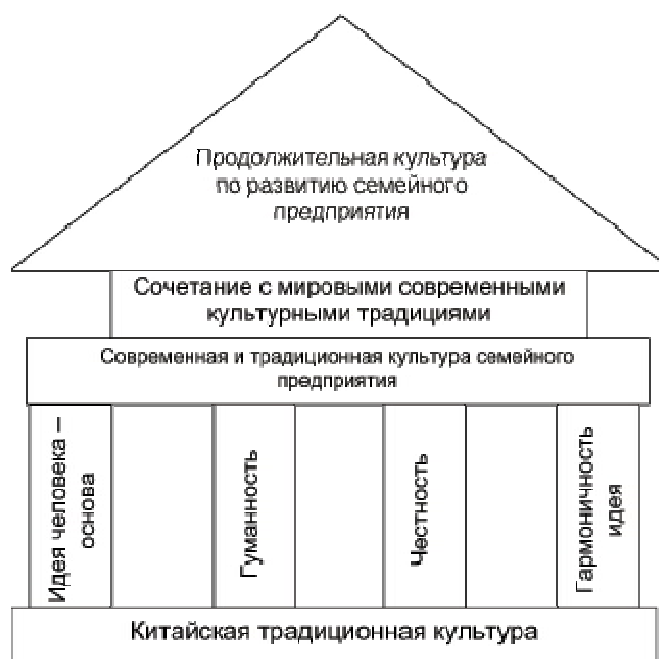 Продолжительная культура
по развитию семейного
предприятия
Сочетание с мировыми современными
культурными традициями
Современная и традиционная культура семейного
предприятия
Идея человека –
основа
Гуманность
Честность
Гармоничность
идея
Китайская традиционная культура